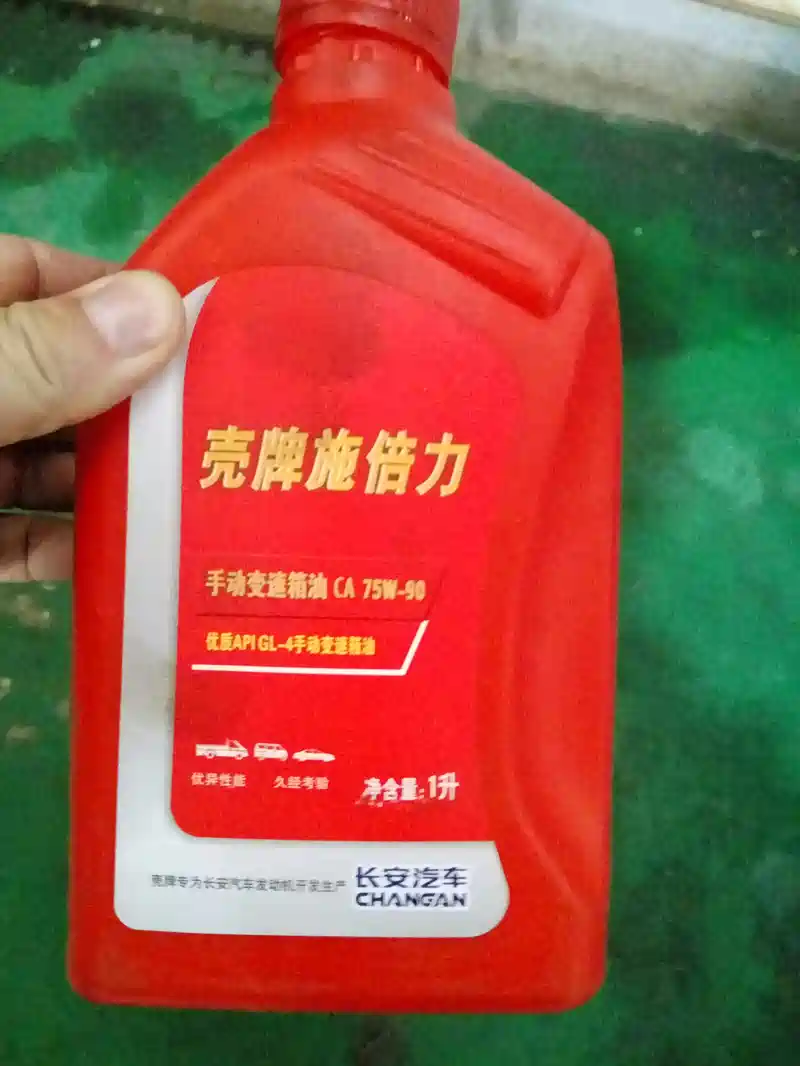 壳牌施倍力
手动变速箱油 CA 75W-90
优质API GL-4手动变速箱油
优异性能 久经考验
净含量:1升
壳牌专为长安汽车发动机开发生产
长安汽车
CHANGAN